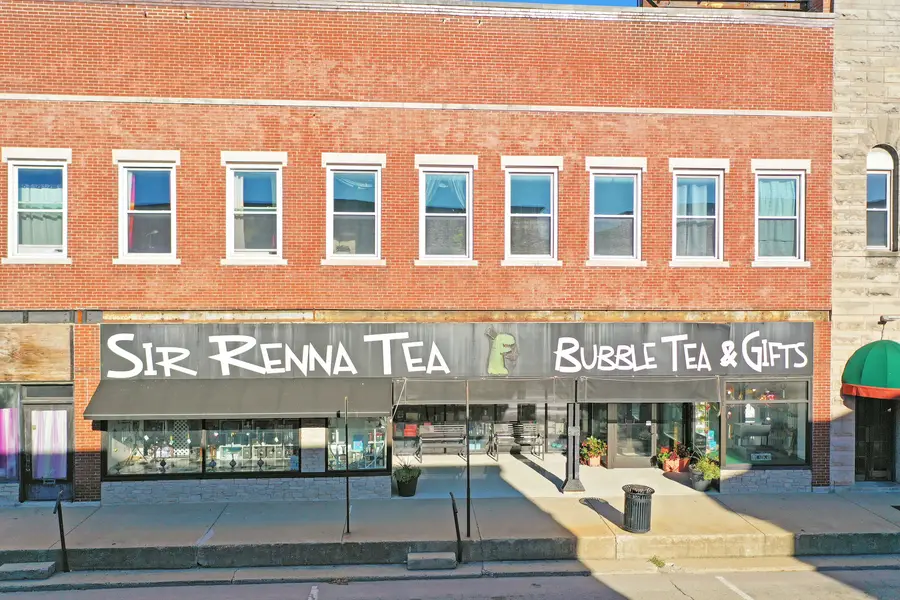 Sir Renna Tea
Bubble Tea & Gifts